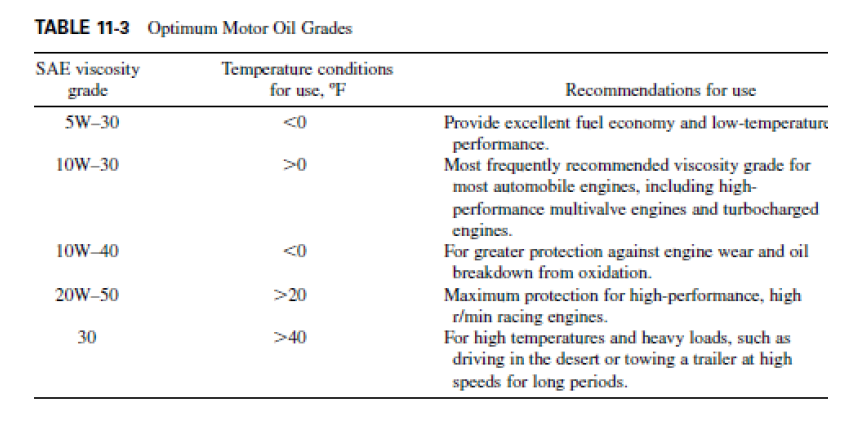 TABLE 11-3 Optimum Motor Oil Grades
SAE viscosity grade Temperature conditions for use, °F Recommendations for use
5W–30 <0 Provide excellent fuel economy and low-temperature
performance.
10W–30 >0 Most frequently recommended viscosity grade for
most automobile engines, including high-
performance multivalve engines and turbocharged
engines.
10W–40 <0 For greater protection against engine wear and oil
breakdown from oxidation.
20W–50 >20 Maximum protection for high-performance, high
r/min racing engines.
30 >40 For high temperatures and heavy loads, such as
driving in the desert or towing a trailer at high
speeds for long periods.